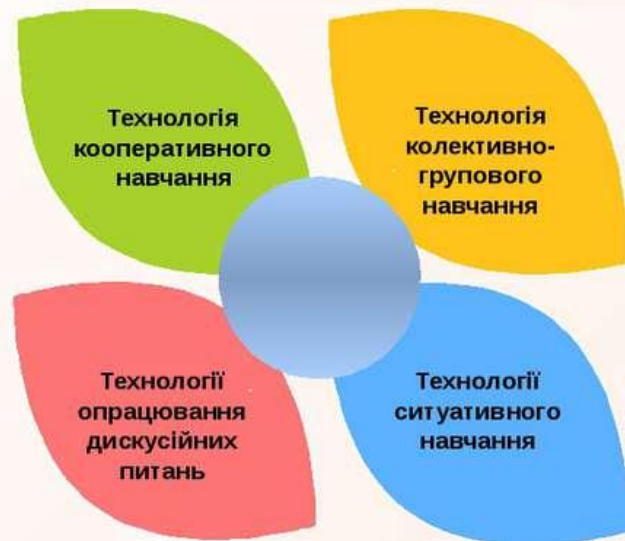 Технологія
кооперативного
навчання
Технологія
колективно-
групового
навчання
Технології
опрацювання
дискусійних
питань
Технології
ситуативного
навчання